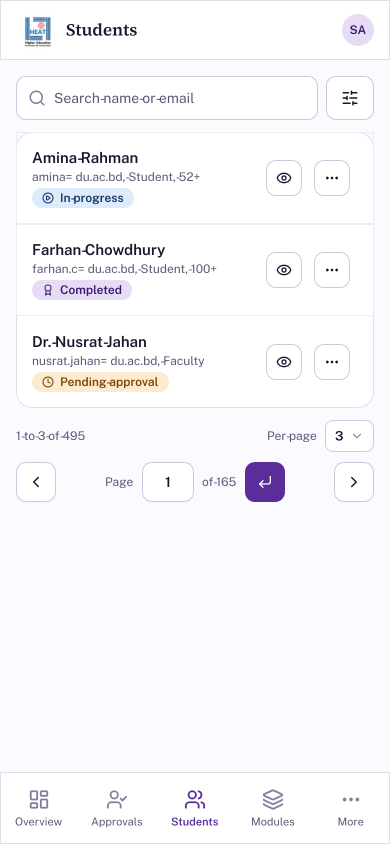 HEAT
Students
SA
Search-name-or-email
Amina-Rahman
amina= du.ac.bd,-Student,-52+
In-progress
Farhan-Chowdhury
farhan.c= du.ac.bd,-Student,-100+
Completed
Dr.-Nusrat-Jahan
nusrat.jahan= du.ac.bd,-Faculty
Pending-approval
1-to-3-of-495
Per-page
3
Page
1
of-165
Overview
Approvals
Students
Modules
More